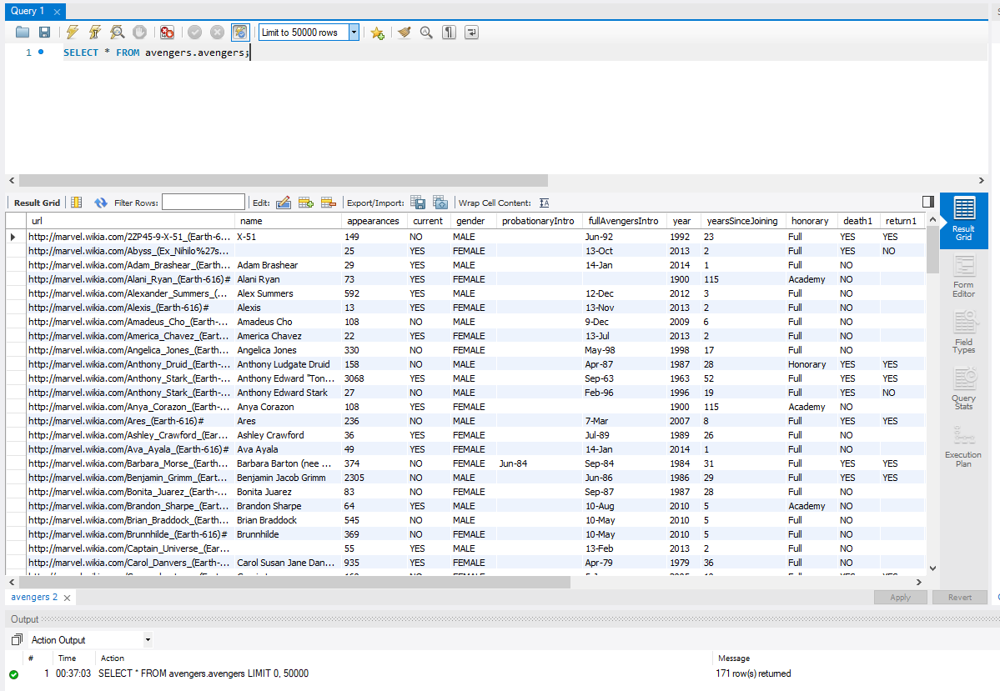 Query 1
Limit to 50000 rows
1 SELECT * FROM avengers.avengers;
Result Grid Filter Rows: Edit: Export/Import: Wrap Cell Content:
url name appearances current gender probationaryIntro fullAvengersIntro year yearsSinceJoining honorary death1 return1
http://marvel.wikia.com/2ZP45-9-X-51_(Earth-6... X-51 149 NO MALE Jun-92 1992 23 Full YES YES
http://marvel.wikia.com/Abyss_(Ex_Nihilo%27s... 25 YES FEMALE 13-Oct 2013 2 Full YES NO
http://marvel.wikia.com/Adam_Brashear_(Earth... Adam Brashear 29 YES FEMALE 14-Jan 2014 1 Full NO
http://marvel.wikia.com/Alani_Ryan_(Earth-616)# Alani Ryan 73 YES FEMALE 1900 115 Academy NO
http://marvel.wikia.com/Alexander_Summers_(... Alex Summers 592 YES MALE 12-Dec 2012 3 Full NO
http://marvel.wikia.com/Alexis_(Earth-616)# Alexis 13 YES FEMALE 13-Nov 2013 2 Full NO
http://marvel.wikia.com/Amadeus_Cho_(Earth-... Amadeus Cho 108 NO MALE 9-Dec 2009 6 Full NO
http://marvel.wikia.com/America_Chavez_(Eart... America Chavez 22 YES FEMALE 13-Jul 2013 2 Full NO
http://marvel.wikia.com/Angelica_Jones_(Earth... Angelica Jones 330 NO FEMALE May-98 1998 17 Full NO
http://marvel.wikia.com/Anthony_Druid_(Earth-... Anthony Ludgate Druid 158 NO MALE Apr-87 1987 28 Honorary YES YES
http://marvel.wikia.com/Anthony_Stark_(Earth-... Anthony Edward "Ton... 3068 YES MALE Sep-63 1963 52 Full YES YES
http://marvel.wikia.com/Anthony_Stark_(Earth-... Anthony Edward Stark 27 NO MALE Feb-96 1996 19 Full YES NO
http://marvel.wikia.com/Anya_Corazon_(Earth-... Anya Corazon 108 YES FEMALE 1900 115 Academy NO
http://marvel.wikia.com/Ares_(Earth-616)# Ares 236 NO MALE 7-Mar 2007 8 Full YES YES
http://marvel.wikia.com/Ashley_Crawford_(Ear... Ashley Crawford 36 YES FEMALE Jul-89 1989 26 Full NO
http://marvel.wikia.com/Ava_Ayala_(Earth-616)# Ava Ayala 49 YES FEMALE 14-Jan 2014 1 Full NO
http://marvel.wikia.com/Barbara_Morse_(Earth... Barbara Barton (nee ... 374 NO FEMALE Jun-84 Sep-84 1984 31 Full YES YES
http://marvel.wikia.com/Benjamin_Grimm_(Eart... Benjamin Jacob Grimm 2305 NO MALE Jun-86 1986 29 Full YES YES
http://marvel.wikia.com/Bonita_Juarez_(Earth-... Bonita Juarez 83 NO FEMALE Sep-87 1987 28 Full NO
http://marvel.wikia.com/Brandon_Sharpe_(Eart... Brandon Sharpe 64 YES MALE 10-Aug 2010 5 Academy NO
http://marvel.wikia.com/Brian_Braddock_(Earth... Brian Braddock 545 NO MALE 10-May 2010 5 Full NO
http://marvel.wikia.com/Brunnhilde_(Earth-616)# Brunnhilde 369 NO FEMALE 10-May 2010 5 Full NO
http://marvel.wikia.com/Captain_Universe_(Ear... 55 YES MALE 13-Feb 2013 2 Full NO
http://marvel.wikia.com/Carol_Danvers_(Earth-... Carol Susan Jane Dan... 935 YES FEMALE Apr-79 1979 36 Full NO
Result
Grid
Form
Editor
Field
Types
Query
Stats
Execution
Plan
avengers 2 Apply Revert
Output
Action Output
# Time Action Message
1 00:37:03 SELECT * FROM avengers.avengers LIMIT 0, 50000 171 row(s) returned